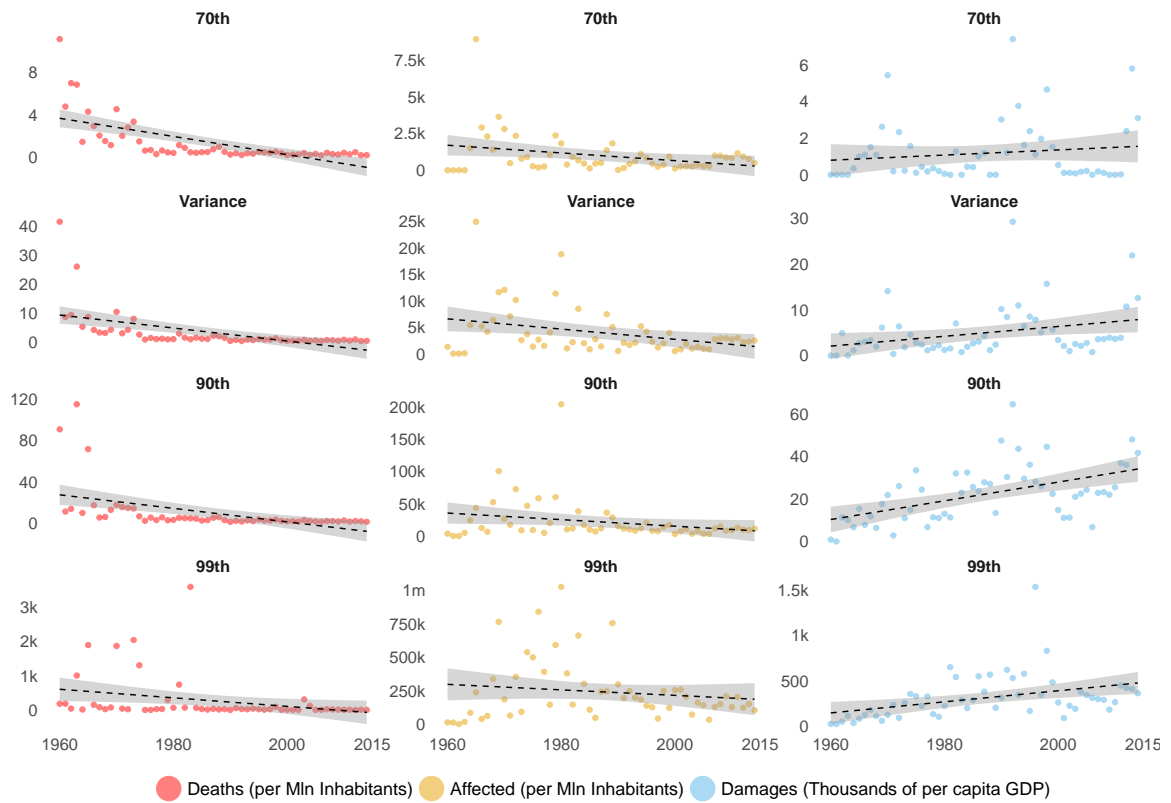 70th 70th 70th
8
4
0
7.5k
5k
2.5k
0
6
4
2
0
Variance Variance Variance
40
30
20
10
0
25k
20k
15k
10k
5k
0
30
20
10
0
90th 90th 90th
120
80
40
0
200k
150k
100k
50k
0
60
40
20
0
99th 99th 99th
3k
2k
1k
0
1m
750k
500k
250k
0
1.5k
1k
500
0
1960 1980 2000 2015 1960 1980 2000 2015 1960 1980 2000 2015
Deaths (per Mln Inhabitants) Affected (per Mln Inhabitants) Damages (Thousands of per capita GDP)